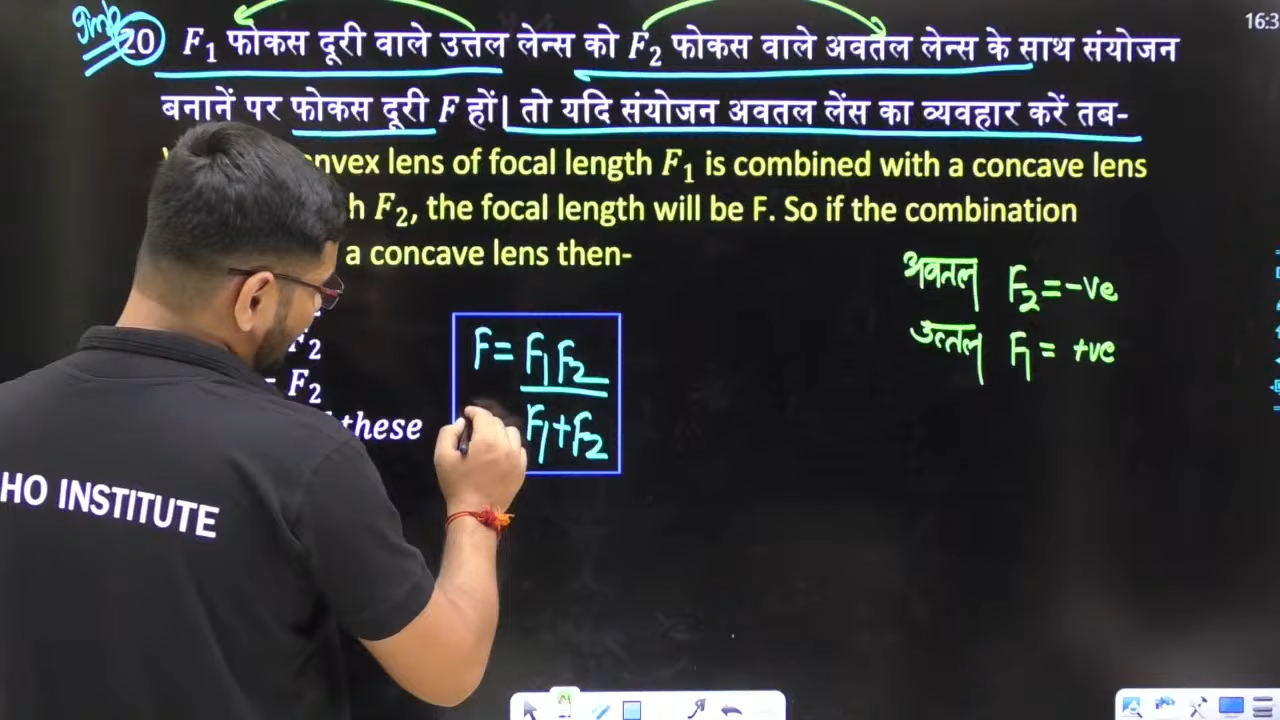 Imp
20 F₁ फोकस दूरी वाले उत्तल लेन्स को F₂ फोकस वाले अवतल लेन्स के साथ संयोजन
16:3
बनानें पर फोकस दूरी F हों| तो यदि संयोजन अवतल लेंस का व्यवहार करें तब-
nvex lens of focal length F₁ is combined with a concave lens
h F₂, the focal length will be F. So if the combination
a concave lens then-
अवतल F₂ = -ve
उत्तल F₁ = +ve
F₂
= F₂
these
F = F₁ F₂
F₁ + F₂
HO INSTITUTE